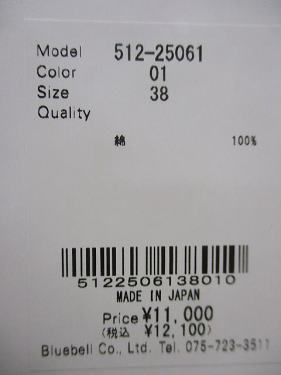 Model 512-25061
Color 01
Size 38
Quality
綿 100%
5122506138010
MADE IN JAPAN
Price ¥11,000
(税込 ¥12,100)
Bluebell Co., Ltd. Tel. 075-723-3511